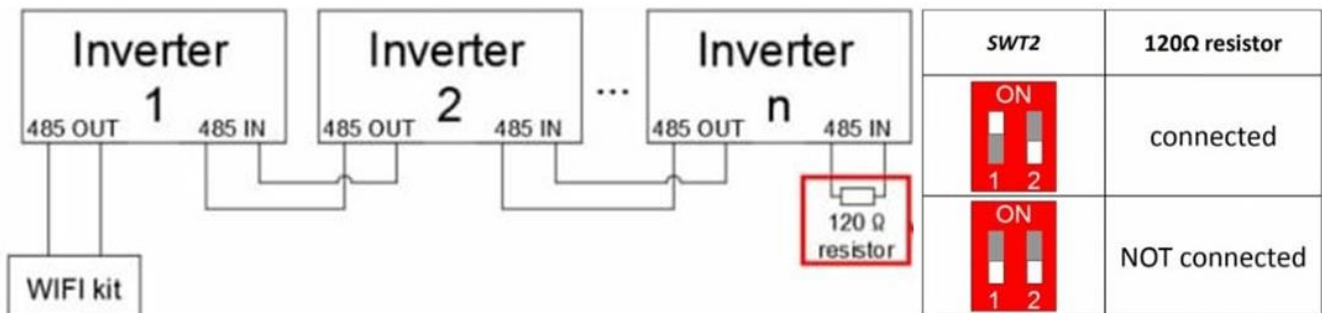 Inverter
1
485 OUT 485 IN
Inverter
2
485 OUT 485 IN
...
Inverter
n
485 OUT 485 IN
120 Ω
resistor
WIFI kit
SWT2 120Ω resistor
ON
1 2
connected
ON
1 2
NOT connected